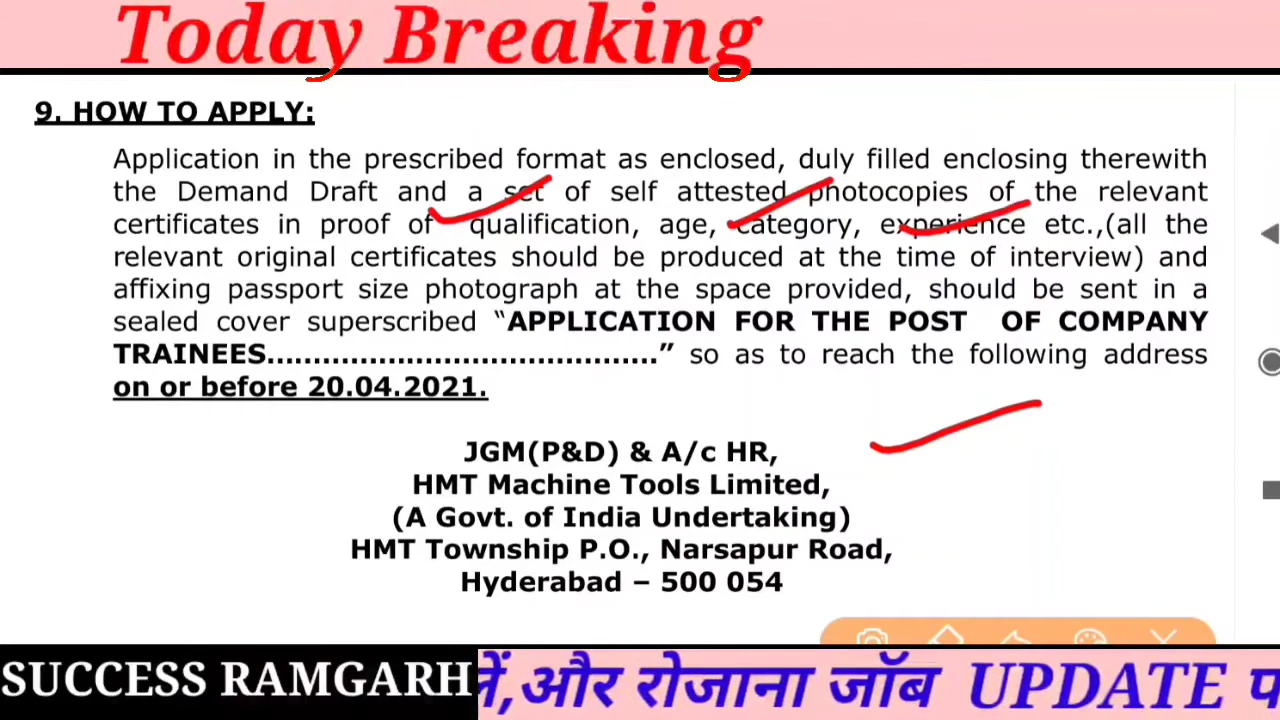 Today Breaking
9. HOW TO APPLY:
Application in the prescribed format as enclosed, duly filled enclosing therewith
the Demand Draft and a set of self attested photocopies of the relevant
certificates in proof of qualification, age, category, experience etc.,(all the
relevant original certificates should be produced at the time of interview) and
affixing passport size photograph at the space provided, should be sent in a
sealed cover superscribed “APPLICATION FOR THE POST OF COMPANY
TRAINEES..........................................” so as to reach the following address
on or before 20.04.2021.
JGM(P&D) & A/c HR,
HMT Machine Tools Limited,
(A Govt. of India Undertaking)
HMT Township P.O., Narsapur Road,
Hyderabad – 500 054
SUCCESS RAMGARH
और रोजाना जॉब UPDATE